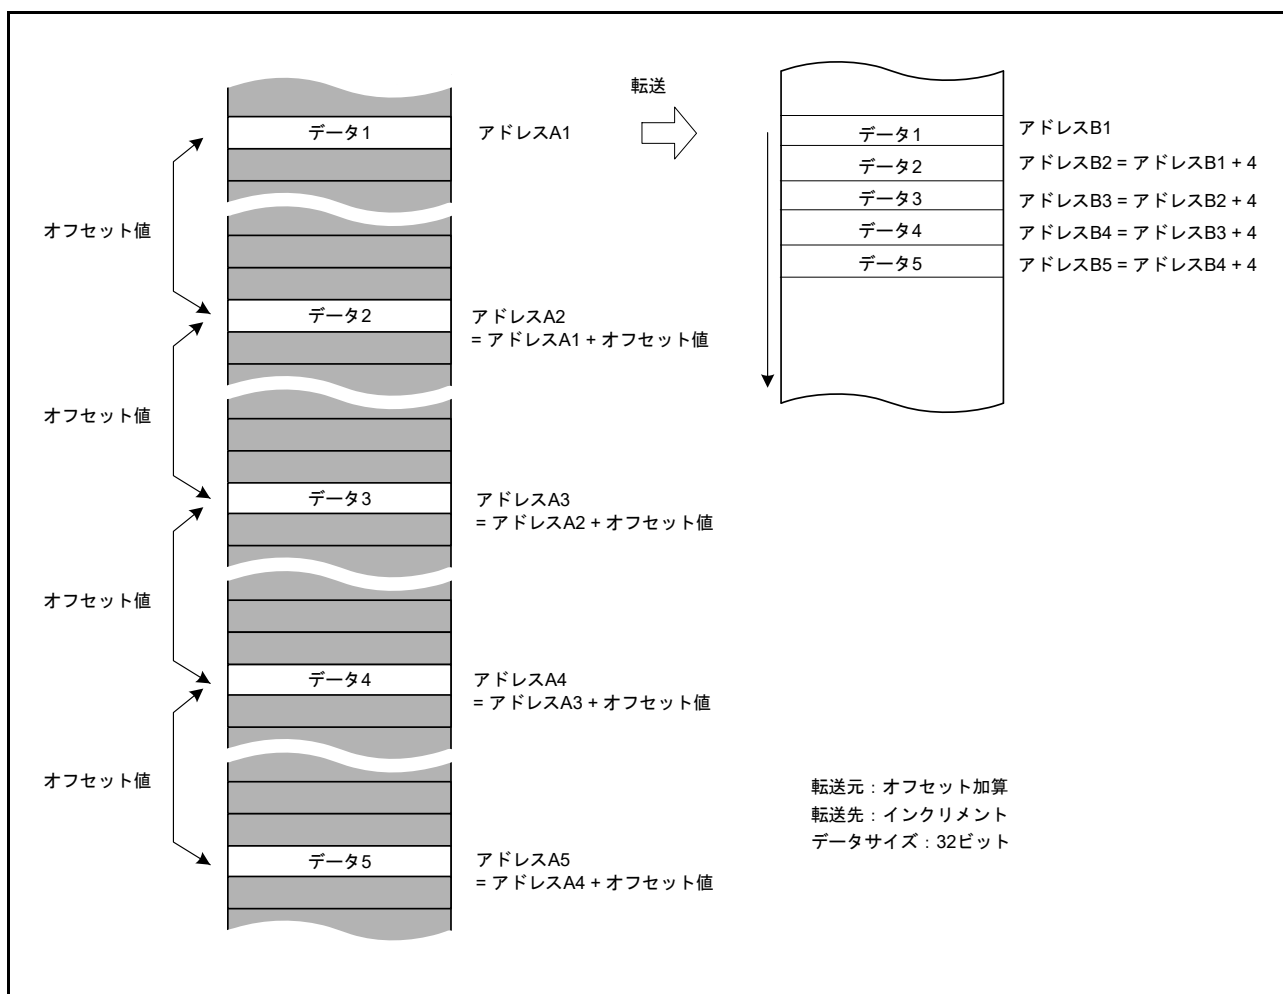 転送
データ1
アドレスA1
オフセット値
データ2
アドレスA2
= アドレスA1 + オフセット値
オフセット値
データ3
アドレスA3
= アドレスA2 + オフセット値
オフセット値
データ4
アドレスA4
= アドレスA3 + オフセット値
オフセット値
データ5
アドレスA5
= アドレスA4 + オフセット値
データ1
アドレスB1
データ2
アドレスB2 = アドレスB1 + 4
データ3
アドレスB3 = アドレスB2 + 4
データ4
アドレスB4 = アドレスB3 + 4
データ5
アドレスB5 = アドレスB4 + 4
転送元：オフセット加算
転送先：インクリメント
データサイズ：32ビット